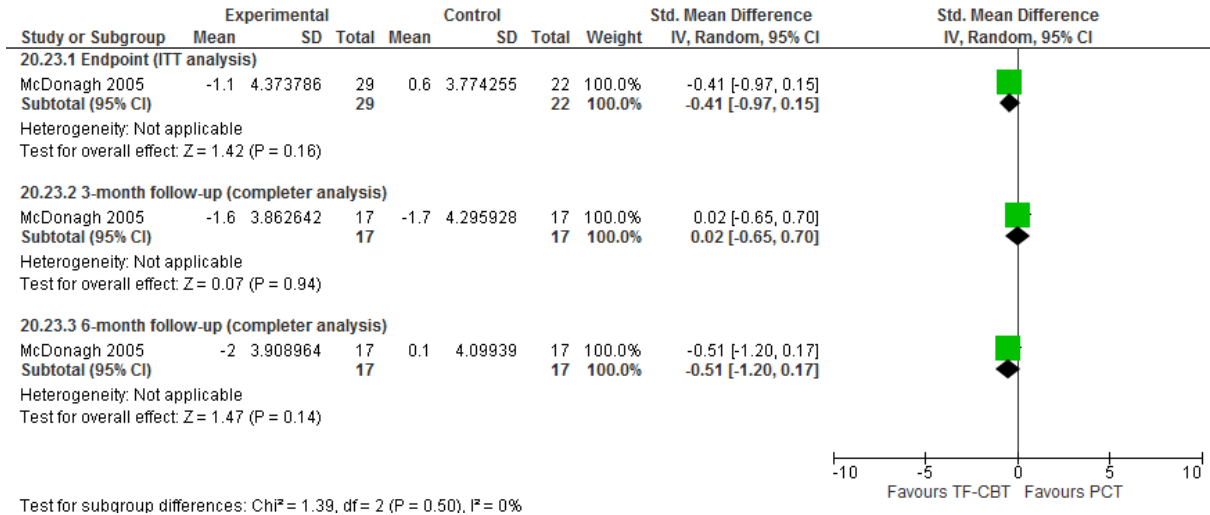 Experimental Control Std. Mean Difference Std. Mean Difference
Study or Subgroup Mean SD Total Mean SD Total Weight IV, Random, 95% CI IV, Random, 95% CI
20.23.1 Endpoint (ITT analysis)
McDonagh 2005 -1.1 4.373786 29 0.6 3.774255 22 100.0% -0.41 [-0.97, 0.15]
Subtotal (95% CI) 29 22 100.0% -0.41 [-0.97, 0.15]
Heterogeneity: Not applicable
Test for overall effect: Z = 1.42 (P = 0.16)
20.23.2 3-month follow-up (completer analysis)
McDonagh 2005 -1.6 3.862642 17 -1.7 4.295928 17 100.0% 0.02 [-0.65, 0.70]
Subtotal (95% CI) 17 17 100.0% 0.02 [-0.65, 0.70]
Heterogeneity: Not applicable
Test for overall effect: Z = 0.07 (P = 0.94)
20.23.3 6-month follow-up (completer analysis)
McDonagh 2005 -2 3.908964 17 0.1 4.09939 17 100.0% -0.51 [-1.20, 0.17]
Subtotal (95% CI) 17 17 100.0% -0.51 [-1.20, 0.17]
Heterogeneity: Not applicable
Test for overall effect: Z = 1.47 (P = 0.14)
-10 -5 0 5 10
Favours TF-CBT Favours PCT
Test for subgroup differences: Chi² = 1.39, df = 2 (P = 0.50), I² = 0%